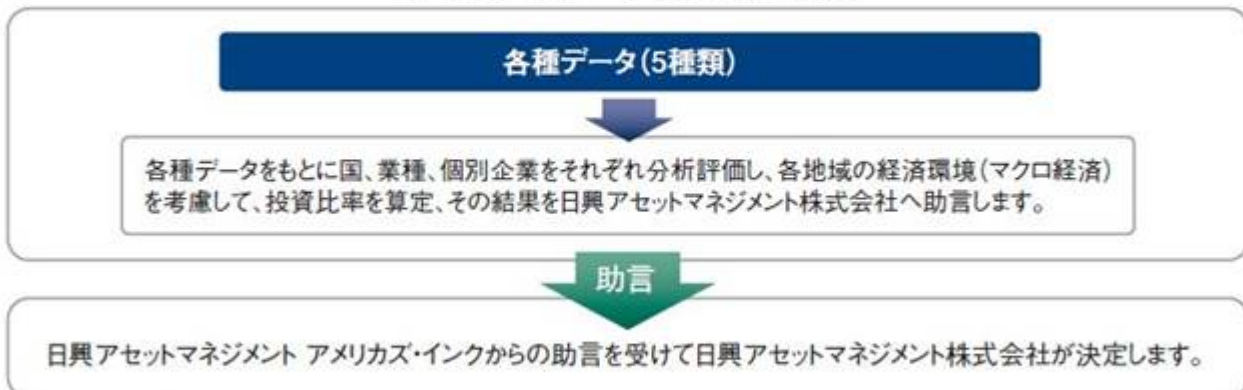 各種データ(5種類)
各種データをもとに国、業種、個別企業をそれぞれ分析評価し、各地域の経済環境(マクロ経済)
を考慮して、投資比率を算定、その結果を日興アセットマネジメント株式会社へ助言します。
助言
日興アセットマネジメント アメリカズ・インクからの助言を受けて日興アセットマネジメント株式会社が決定します。